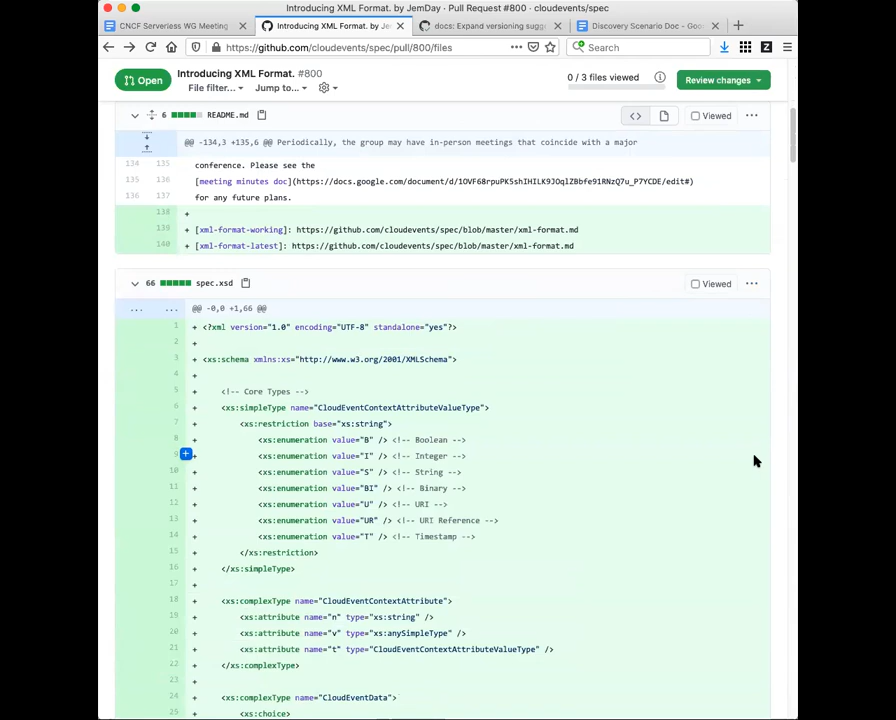 Introducing XML Format. by JemDay · Pull Request #800 · cloudevents/spec
CNCF Serverless WG Meeting
Introducing XML Format. by Je
docs: Expand versioning sugg
Discovery Scenario Doc - Goo
https://github.com/cloudevents/spec/pull/800/files
Search
Open
Introducing XML Format. #800
File filter...
Jump to...
0 / 3 files viewed
Review changes
6
README.md
Viewed
@@ -134,3 +135,6 @@ Periodically, the group may have in-person meetings that coincide with a major
134 135 conference. Please see the
135 136 [meeting minutes doc](https://docs.google.com/document/d/1OVF68rpuPK5shIHILK9JOqlZBbfe91RNzQ7u_P7YCDE/edit#)
136 137 for any future plans.
138 +
139 + [xml-format-working]: https://github.com/cloudevents/spec/blob/master/xml-format.md
140 + [xml-format-latest]: https://github.com/cloudevents/spec/blob/master/xml-format.md
66
spec.xsd
Viewed
... ... @@ -0,0 +1,66 @@
1 + <?xml version="1.0" encoding="UTF-8" standalone="yes"?>
2 +
3 + <xs:schema xmlns:xs="http://www.w3.org/2001/XMLSchema">
4 +
5 + <!-- Core Types -->
6 + <xs:simpleType name="CloudEventContextAttributeValueType">
7 + <xs:restriction base="xs:string">
8 + <xs:enumeration value="B" /> <!-- Boolean -->
9 + <xs:enumeration value="I" /> <!-- Integer -->
10 + <xs:enumeration value="S" /> <!-- String -->
11 + <xs:enumeration value="BI" /> <!-- Binary -->
12 + <xs:enumeration value="U" /> <!-- URI -->
13 + <xs:enumeration value="UR" /> <!-- URI Reference -->
14 + <xs:enumeration value="T" /> <!-- Timestamp -->
15 + </xs:restriction>
16 + </xs:simpleType>
17 +
18 + <xs:complexType name="CloudEventContextAttribute">
19 + <xs:attribute name="n" type="xs:string" />
20 + <xs:attribute name="v" type="xs:anySimpleType" />
21 + <xs:attribute name="t" type="CloudEventContextAttributeValueType" />
22 + </xs:complexType>
23 +
24 + <xs:complexType name="CloudEventData">
25 <xs:choice>